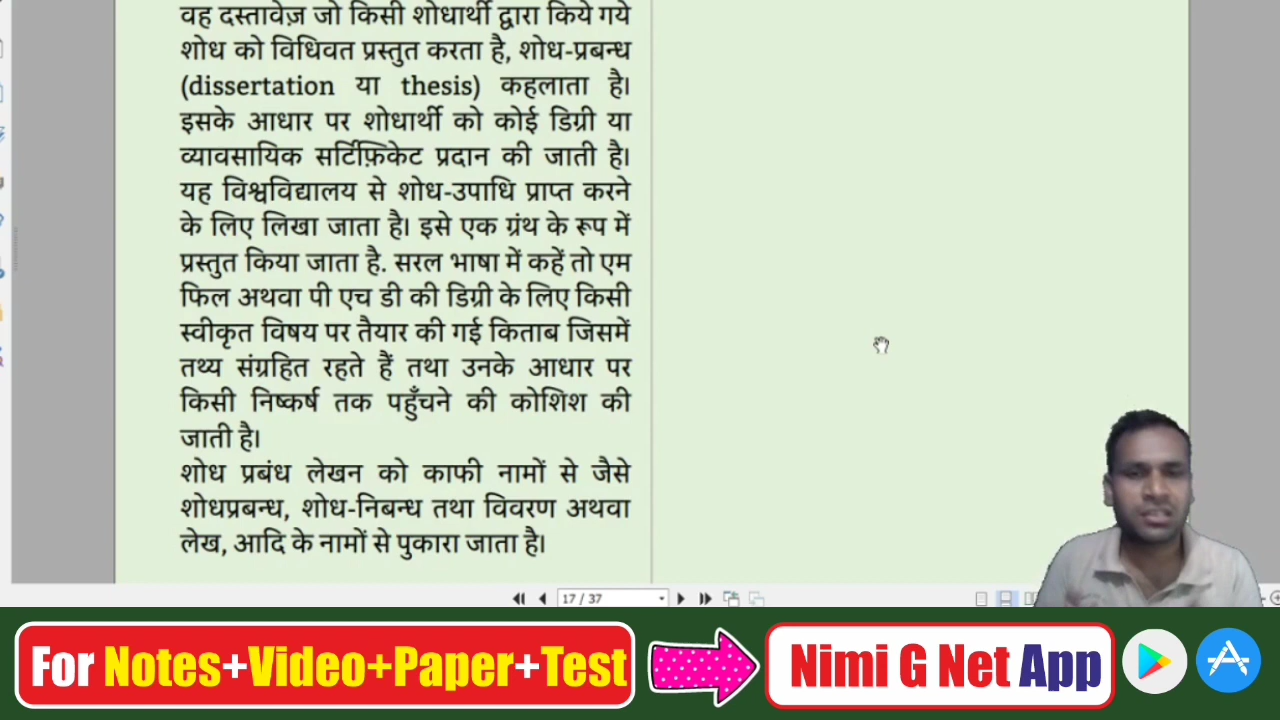 वह दस्तावेज़ जो किसी शोधार्थी द्वारा किये गये
शोध को विधिवत प्रस्तुत करता है, शोध-प्रबन्ध
(dissertation या thesis) कहलाता है।
इसके आधार पर शोधार्थी को कोई डिग्री या
व्यावसायिक सर्टिफ़िकेट प्रदान की जाती है।
यह विश्वविद्यालय से शोध-उपाधि प्राप्त करने
के लिए लिखा जाता है। इसे एक ग्रंथ के रूप में
प्रस्तुत किया जाता है. सरल भाषा में कहें तो एम
फिल अथवा पी एच डी की डिग्री के लिए किसी
स्वीकृत विषय पर तैयार की गई किताब जिसमें
तथ्य संग्रहित रहते हैं तथा उनके आधार पर
किसी निष्कर्ष तक पहुँचने की कोशिश की
जाती है।
शोध प्रबंध लेखन को काफी नामों से जैसे
शोधप्रबन्ध, शोध-निबन्ध तथा विवरण अथवा
लेख, आदि के नामों से पुकारा जाता है।
17 / 37
For Notes+Video+Paper+Test
Nimi G Net App